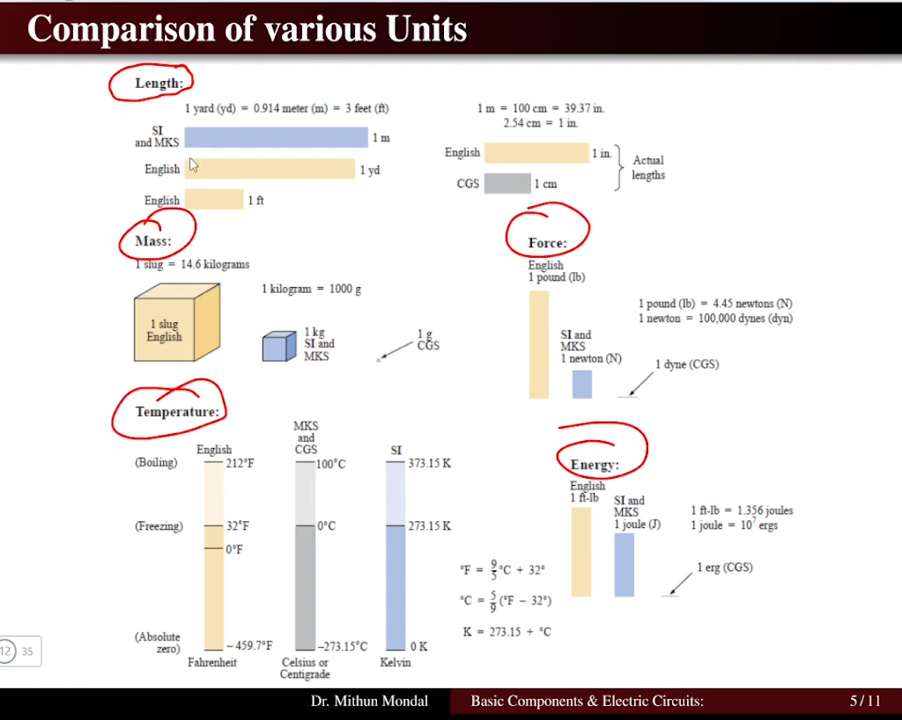 Comparison of various Units
Length:
1 yard (yd) = 0.914 meter (m) = 3 feet (ft)
SI
and MKS
1 m
English
1 yd
English
1 ft
1 m = 100 cm = 39.37 in.
2.54 cm = 1 in.
English
1 in.
CGS
1 cm
Actual
lengths
Mass:
1 slug = 14.6 kilograms
1 slug
English
1 kilogram = 1000 g
1 kg
SI and
MKS
1 g
CGS
Force:
English
1 pound (lb)
SI and
MKS
1 newton (N)
1 pound (lb) = 4.45 newtons (N)
1 newton = 100,000 dynes (dyn)
1 dyne (CGS)
Temperature:
English
MKS
and
CGS
SI
(Boiling)
212°F
100°C
373.15 K
(Freezing)
32°F
0°C
273.15 K
0°F
(Absolute
zero)
– 459.7°F
–273.15°C
0 K
Fahrenheit
Celsius or
Centigrade
Kelvin
°F = 9/5 °C + 32°
°C = 5/9 (°F – 32°)
K = 273.15 + °C
Energy:
English
1 ft-lb
SI and
MKS
1 joule (J)
1 ft-lb = 1.356 joules
1 joule = 10⁷ ergs
1 erg (CGS)
12 35
Dr. Mithun Mondal
Basic Components & Electric Circuits:
5 / 11